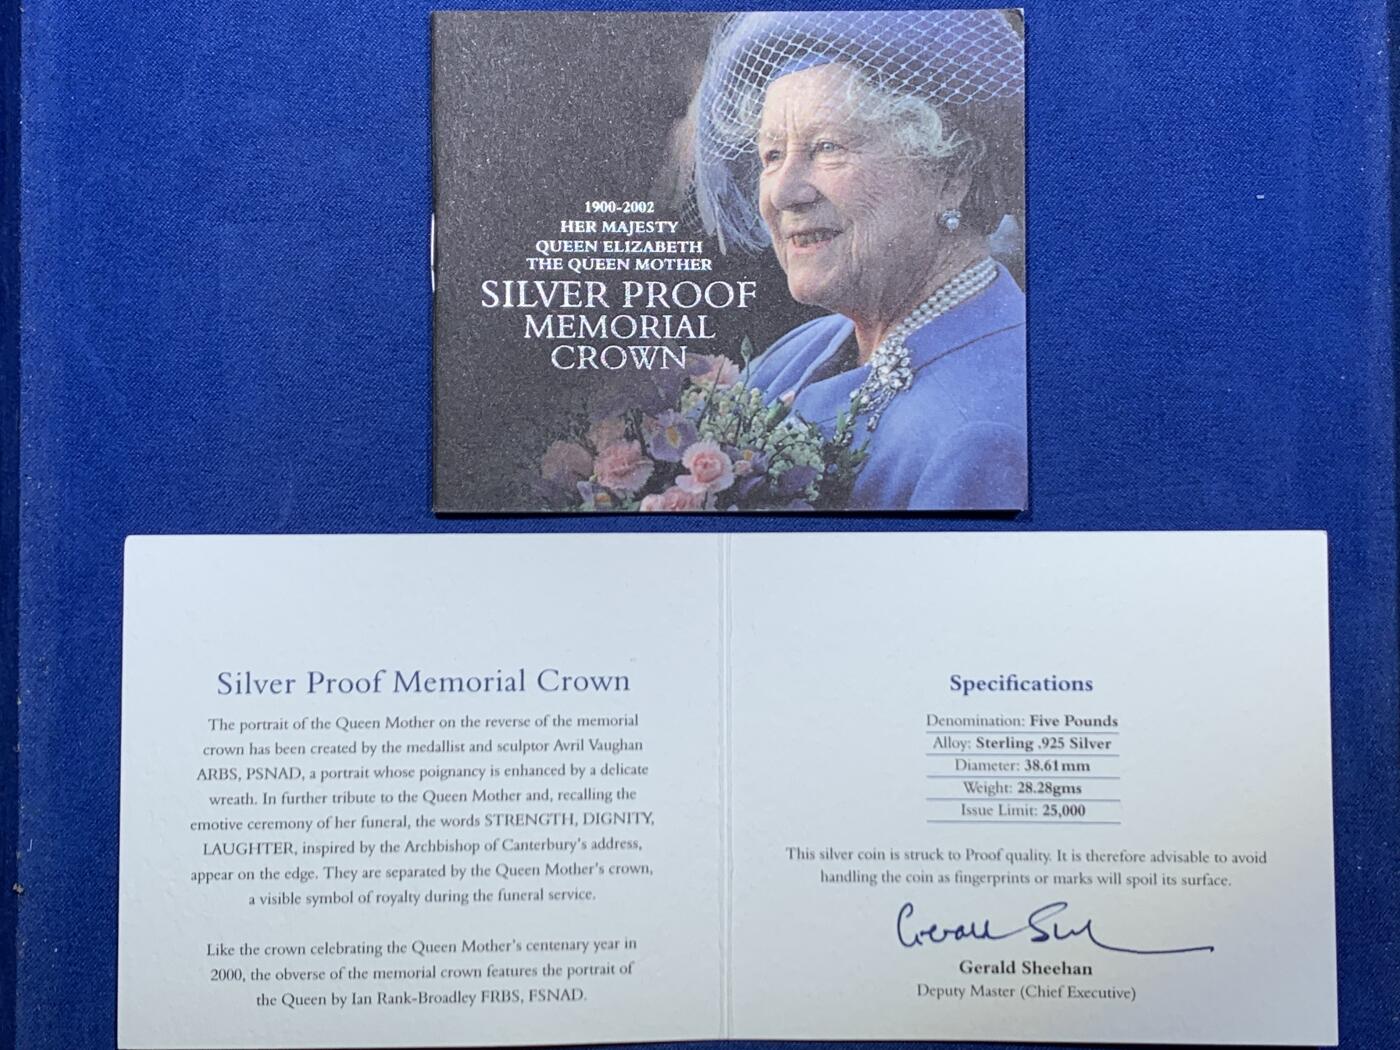 1900-2002
HER MAJESTY
QUEEN ELIZABETH
THE QUEEN MOTHER
SILVER PROOF
MEMORIAL
CROWN
Silver Proof Memorial Crown
The portrait of the Queen Mother on the reverse of the memorial
crown has been created by the medallist and sculptor Avril Vaughan
ARBS, PSNAD, a portrait whose poignancy is enhanced by a delicate
wreath. In further tribute to the Queen Mother and, recalling the
emotive ceremony of her funeral, the words STRENGTH, DIGNITY,
LAUGHTER, inspired by the Archbishop of Canterbury's address,
appear on the edge. They are separated by the Queen Mother's crown,
a visible symbol of royalty during the funeral service.
Like the crown celebrating the Queen Mother's centenary year in
2000, the obverse of the memorial crown features the portrait of
the Queen by Ian Rank-Broadley FRBS, FSNAD.
Specifications
Denomination: Five Pounds
Alloy: Sterling .925 Silver
Diameter: 38.61mm
Weight: 28.28gms
Issue Limit: 25,000
This silver coin is struck to Proof quality. It is therefore advisable to avoid
handling the coin as fingerprints or marks will spoil its surface.
Gerald Sheehan
Deputy Master (Chief Executive)